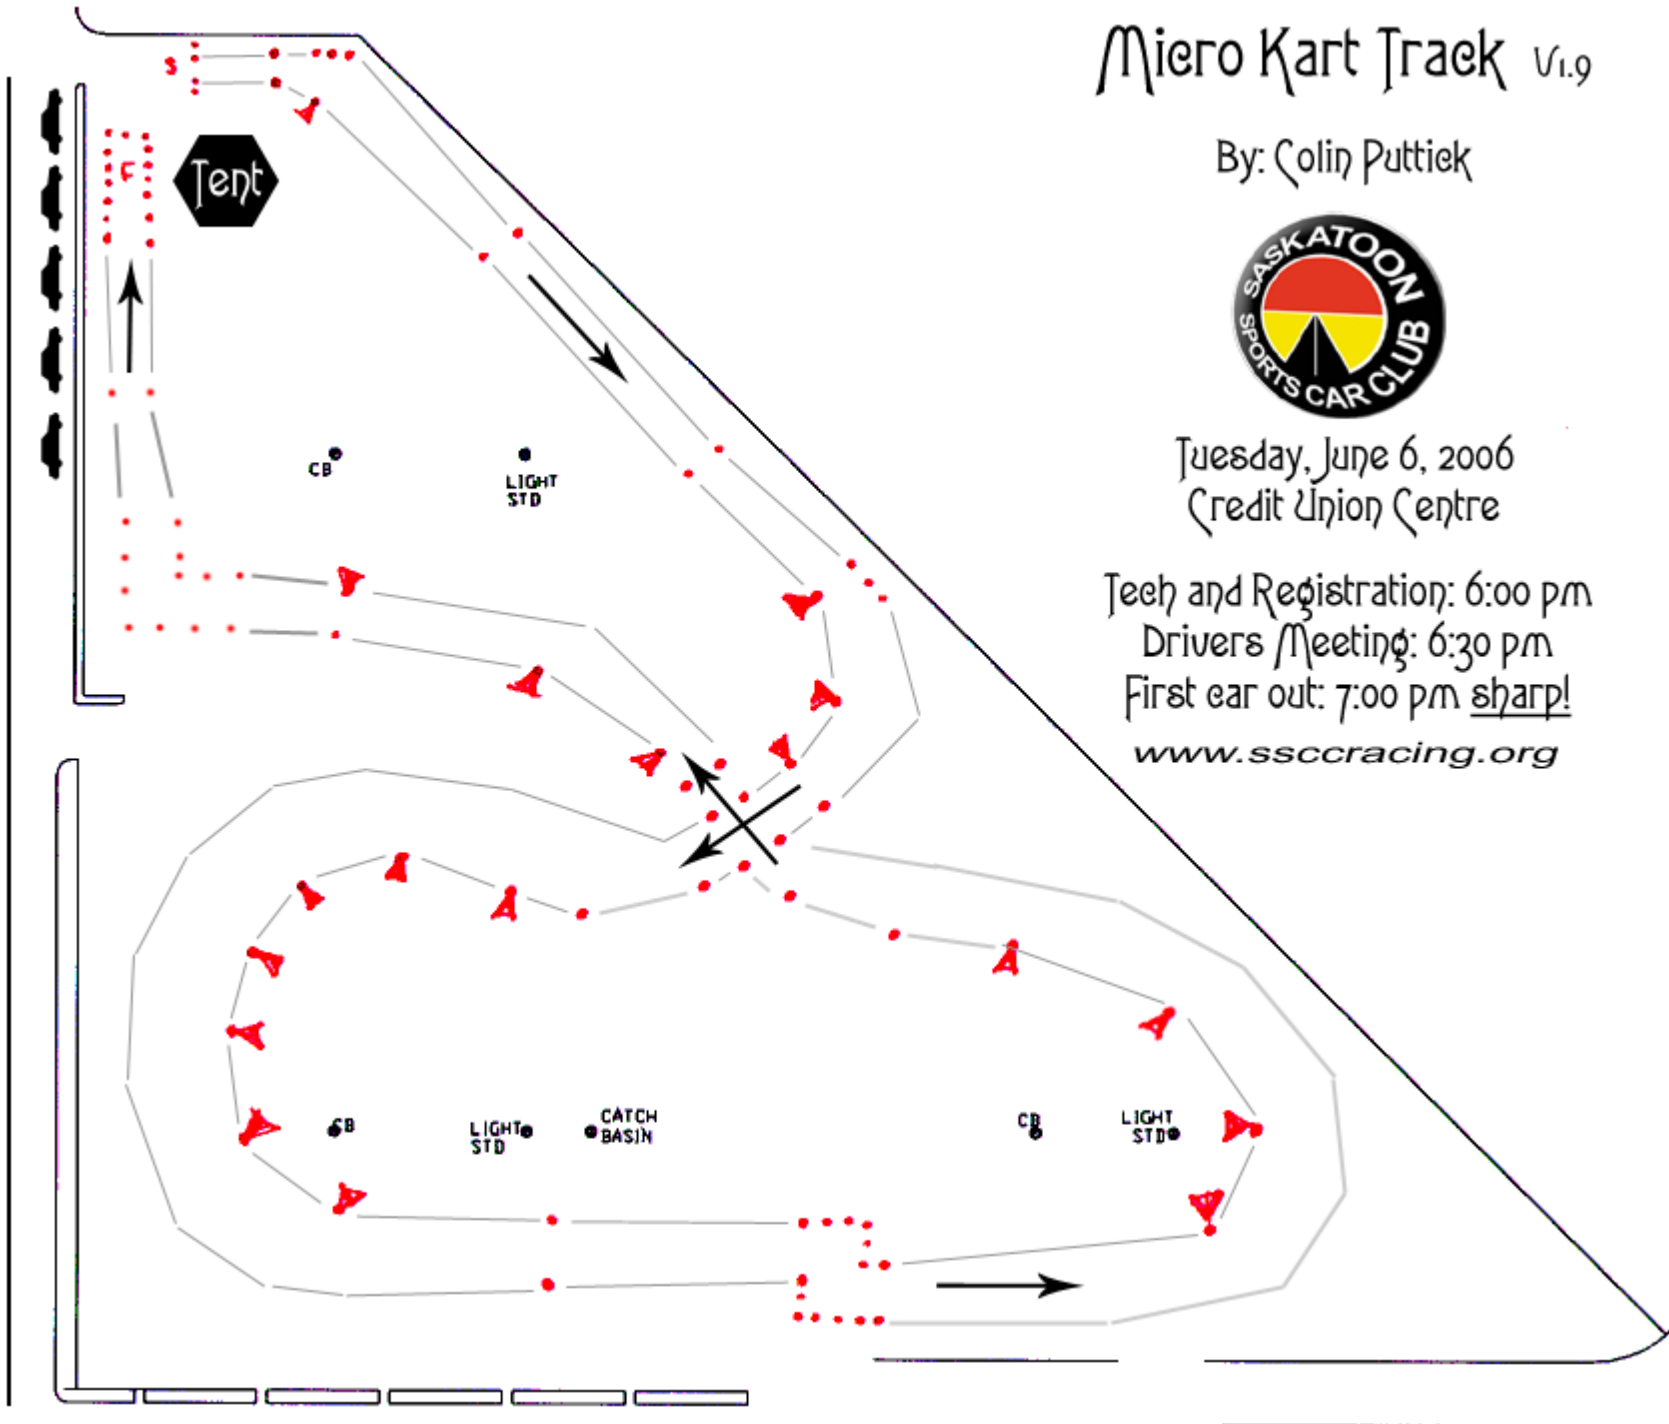 Micro Kart Track V1.9
By: Colin Puttick
SASKATOON
SPORTS CAR CLUB
Tuesday, June 6, 2006
Credit Union Centre
Tech and Registration: 6:00 pm
Drivers Meeting: 6:30 pm
First car out: 7:00 pm sharp!
www.ssccracing.org
S
F
Tent
CB
LIGHT
STD
CB
LIGHT
STD
CATCH
BASIN
CB
LIGHT
STD